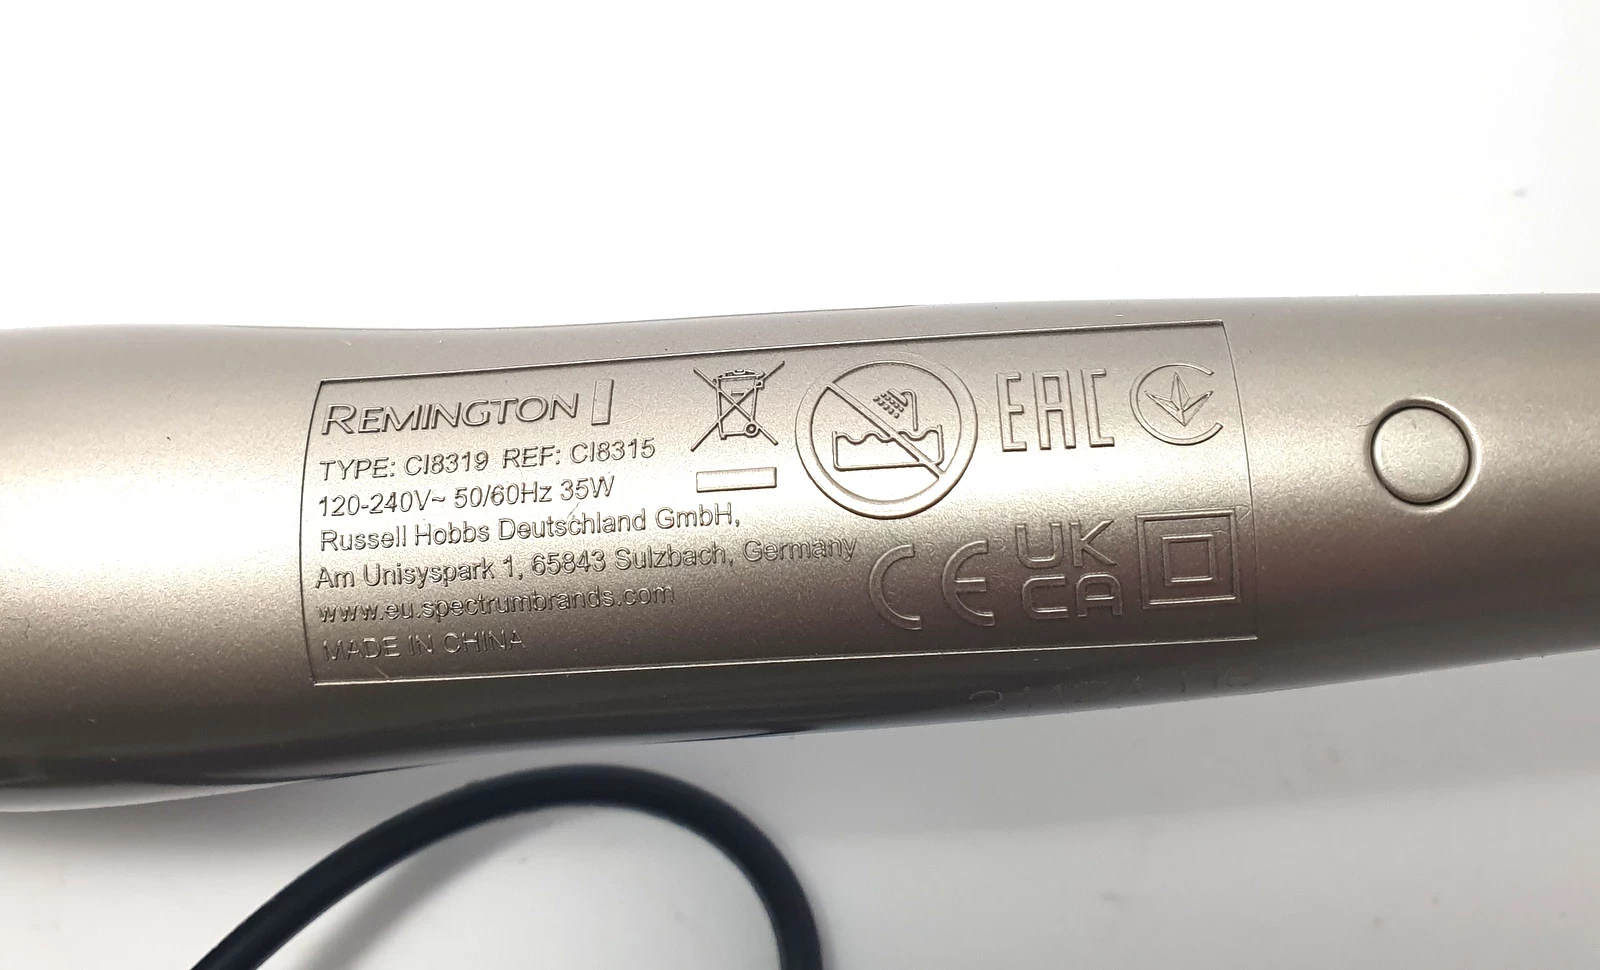 REMINGTON
TYPE: CI8319 REF: CI8315
120-240V~ 50/60Hz 35W
Russell Hobbs Deutschland GmbH,
Am Unisyspark 1, 65843 Sulzbach, Germany
www.eu.spectrumbrands.com
MADE IN CHINA
EAC
CE
UK
CA